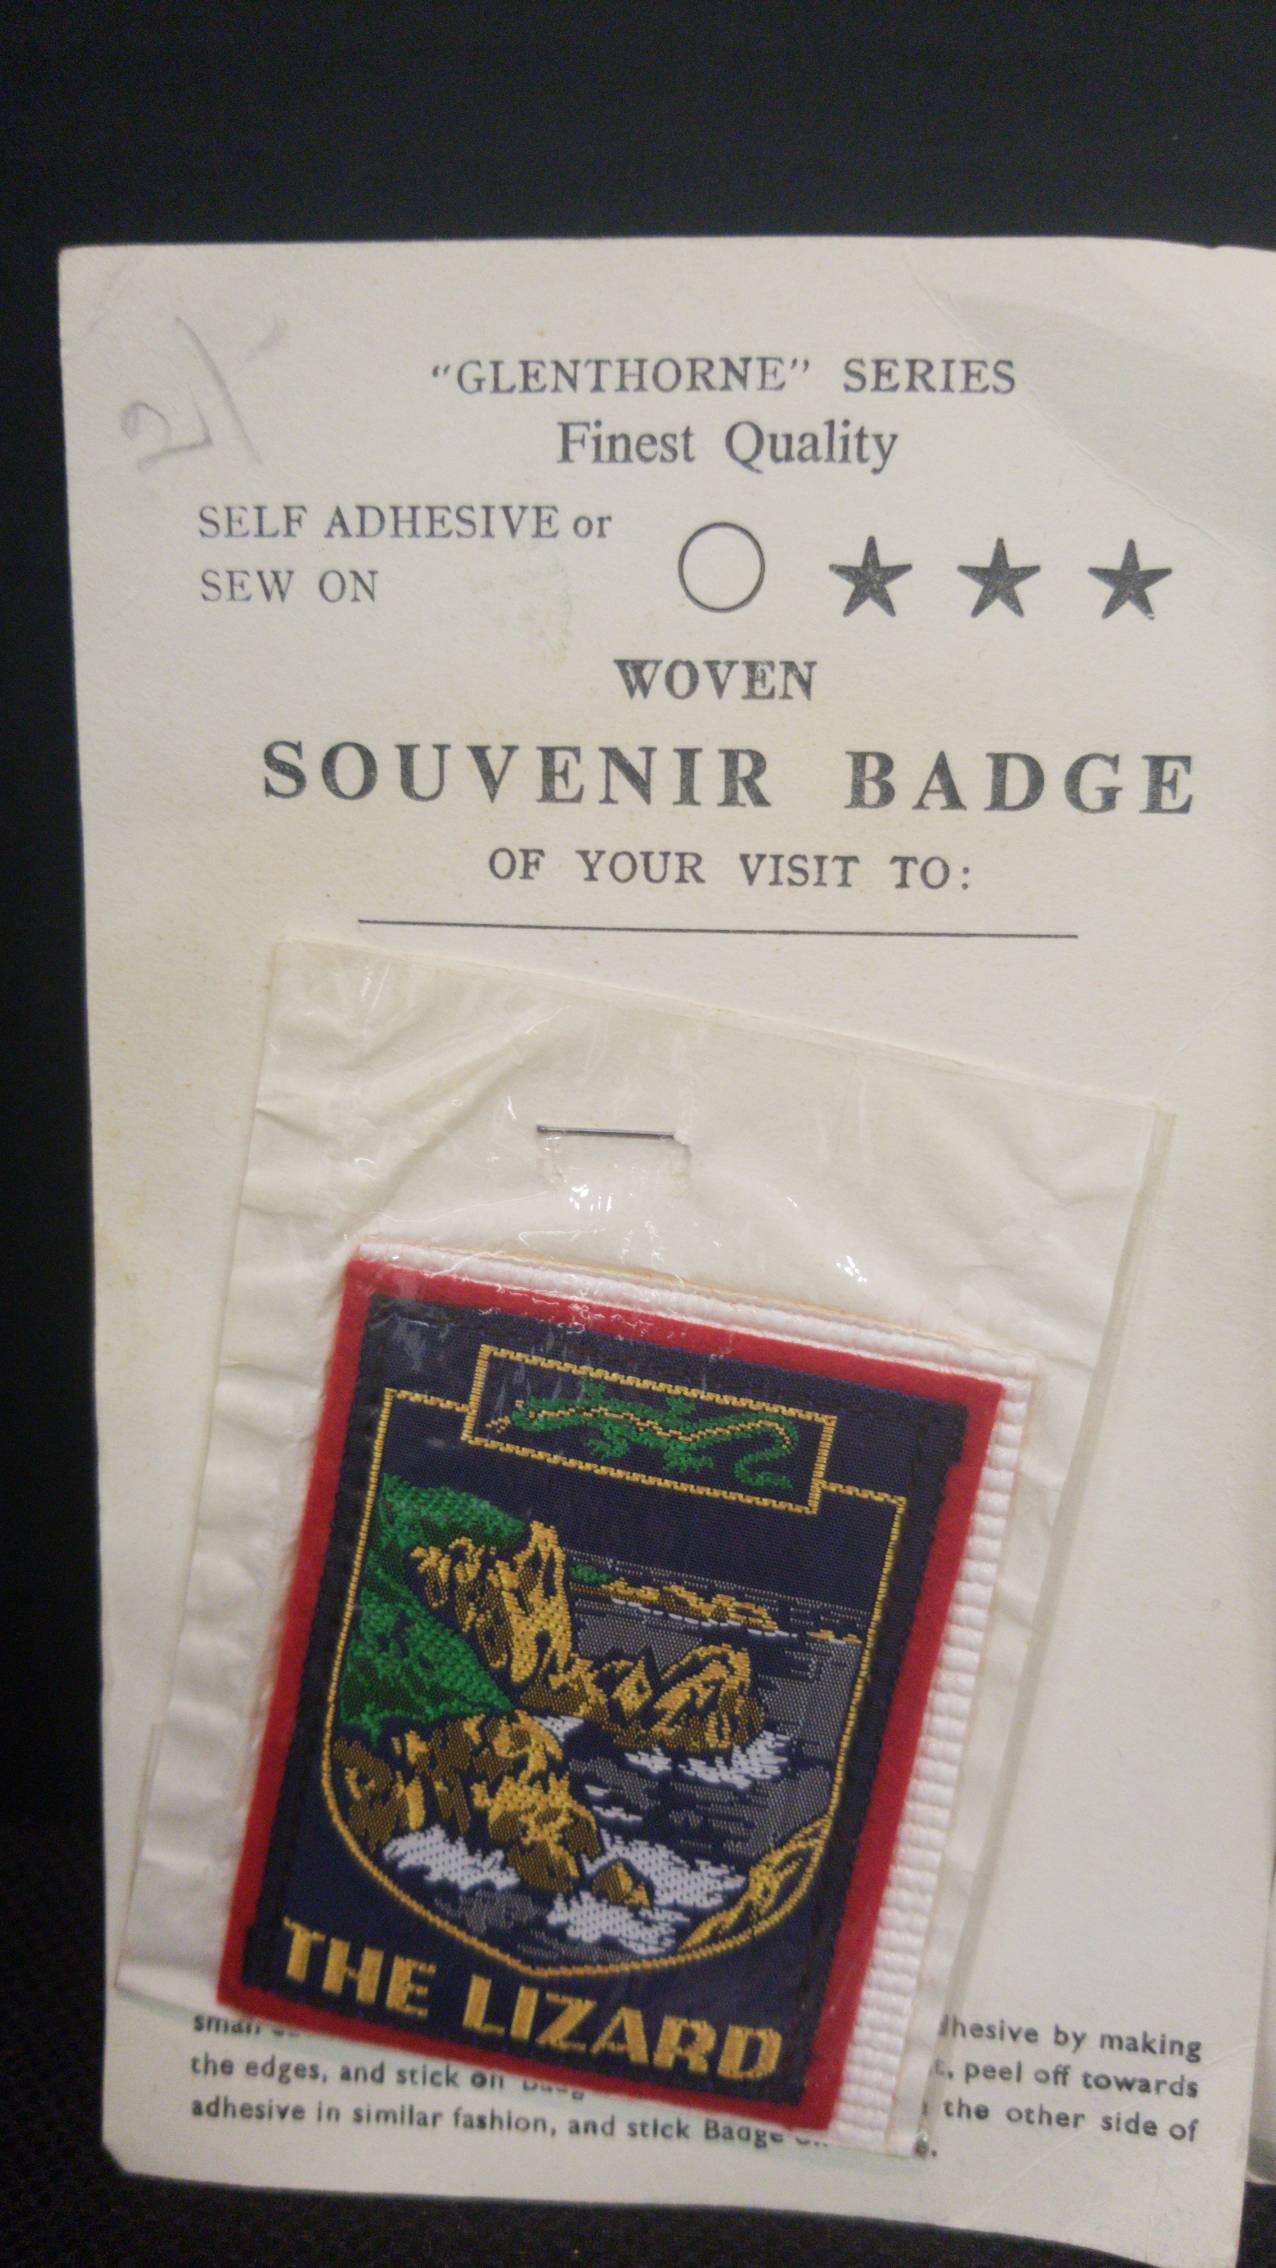 2/-
"GLENTHORNE" SERIES
Finest Quality
SELF ADHESIVE or
SEW ON
WOVEN
SOUVENIR BADGE
OF YOUR VISIT TO:
THE LIZARD
small hesive by making
the edges, and stick on peel off towards
adhesive in similar fashion, and stick Badge the other side of